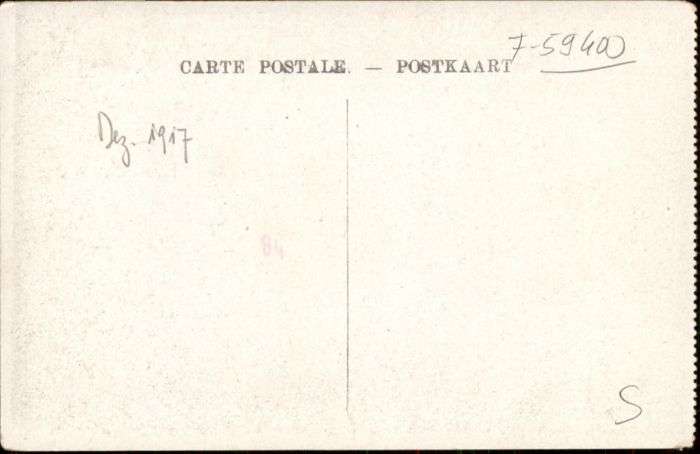 7-59400
CARTE POSTALE. — POSTKAART
Dez. 1917
84
S